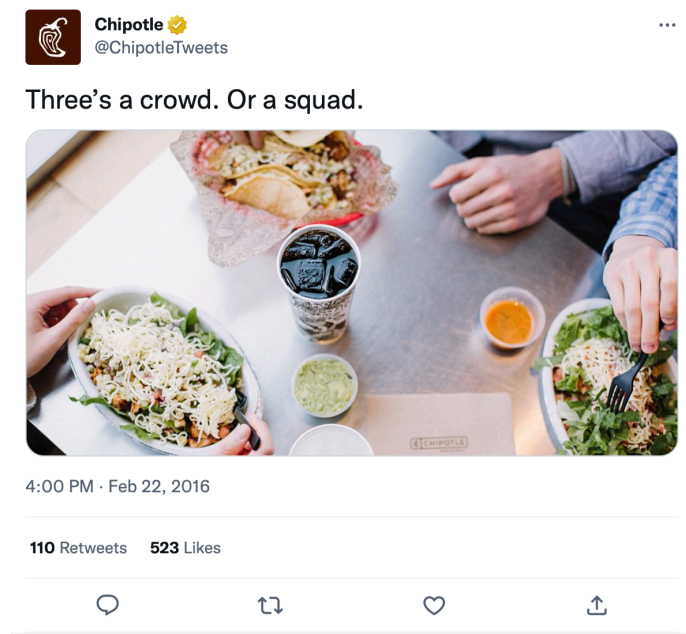 Chipotle
@ChipotleTweets
Three’s a crowd. Or a squad.
CHIPOTLE
4:00 PM · Feb 22, 2016
110 Retweets 523 Likes